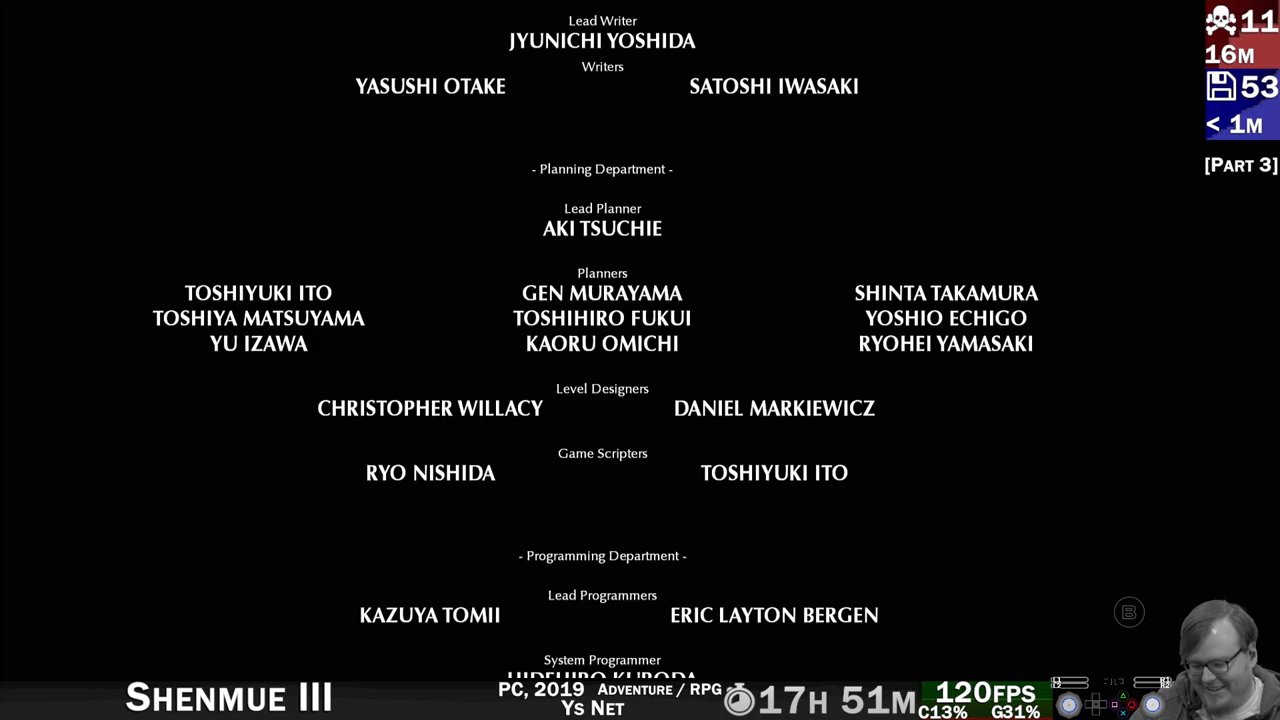 Lead Writer
JYUNICHI YOSHIDA
Writers
YASUSHI OTAKE SATOSHI IWASAKI
- Planning Department -
Lead Planner
AKI TSUCHIE
Planners
TOSHIYUKI ITO GEN MURAYAMA SHINTA TAKAMURA
TOSHIYA MATSUYAMA TOSHIHIRO FUKUI YOSHIO ECHIGO
YU IZAWA KAORU OMICHI RYOHEI YAMASAKI
Level Designers
CHRISTOPHER WILLACY DANIEL MARKIEWICZ
Game Scripters
RYO NISHIDA TOSHIYUKI ITO
- Programming Department -
Lead Programmers
KAZUYA TOMII ERIC LAYTON BERGEN
System Programmer
HIDEHIRO KURODA
11
16M
53
< 1M
[PART 3]
B
SHENMUE III
PC, 2019 ADVENTURE / RPG
YS NET
17H 51M
120FPS
C13% G31%